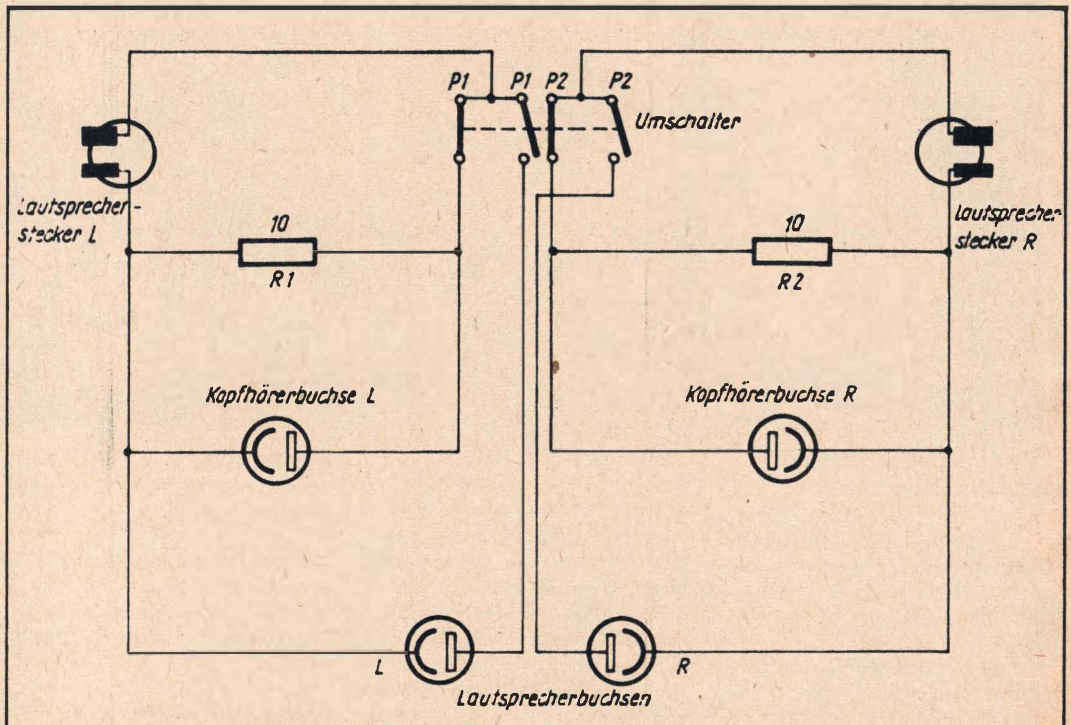 P1 P1 P2 P2
Umschalter
Lautsprecher-
stecker L
Lautsprecher-
stecker R
10
R1
10
R2
Kopfhörerbuchse L
Kopfhörerbuchse R
L
R
Lautsprecherbuchsen